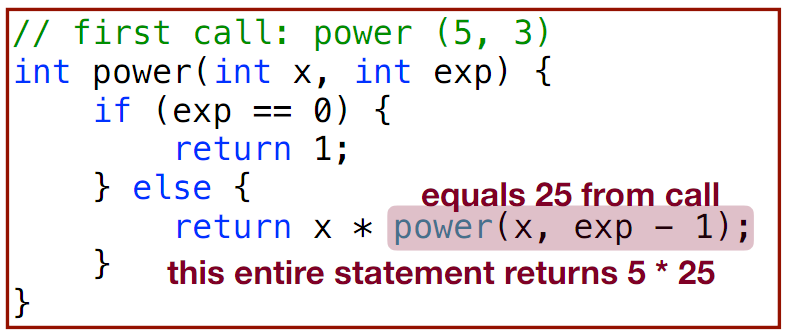 // first call: power (5, 3)
int power(int x, int exp) {
    if (exp == 0) {
        return 1;
    } else {
equals 25 from call
        return x * power(x, exp - 1);
    }
this entire statement returns 5 * 25
}